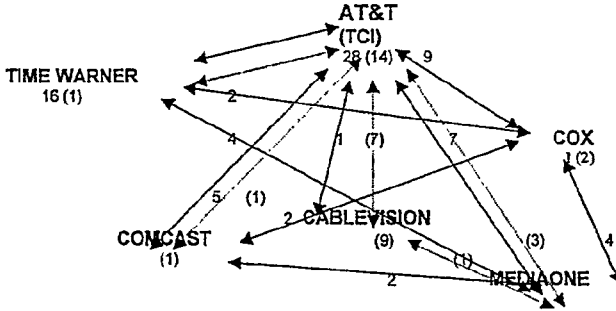 AT&T
(TCI)
28 (14)
9
TIME WARNER
16 (1)
2
4
1
(7)
7
COX
1 (2)
5
(1)
2
CABLEVISION
COMCAST
(1)
(9)
(3)
4
(1)
MEDIAONE
2